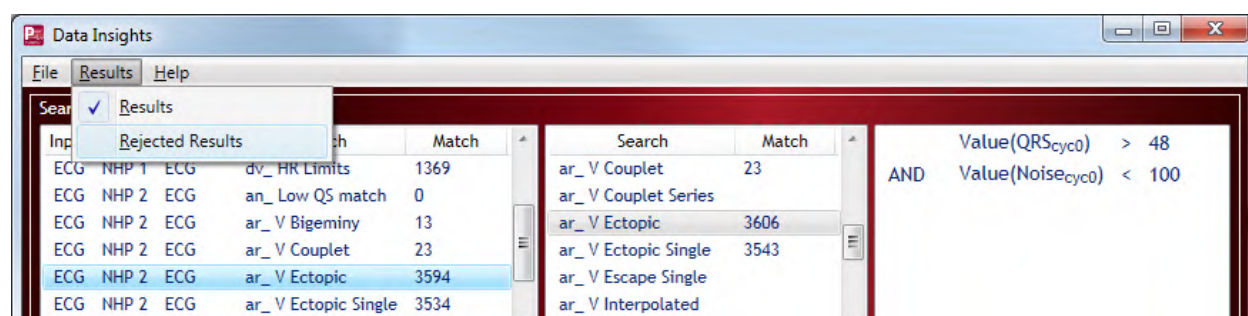 Data Insights
File Results Help
Sear
✓ Results
Rejected Results
Inp ch Match
ECG NHP 1 ECG dv_ HR Limits 1369
ECG NHP 2 ECG an_ Low QS match 0
ECG NHP 2 ECG ar_ V Bigeminy 13
ECG NHP 2 ECG ar_ V Couplet 23
ECG NHP 2 ECG ar_ V Ectopic 3594
ECG NHP 2 ECG ar_ V Ectopic Single 3534
Search Match
ar_ V Couplet 23
ar_ V Couplet Series
ar_ V Ectopic 3606
ar_ V Ectopic Single 3543
ar_ V Escape Single
ar_ V Interpolated
Value(QRScyc0) > 48
AND Value(Noisecyc0) < 100